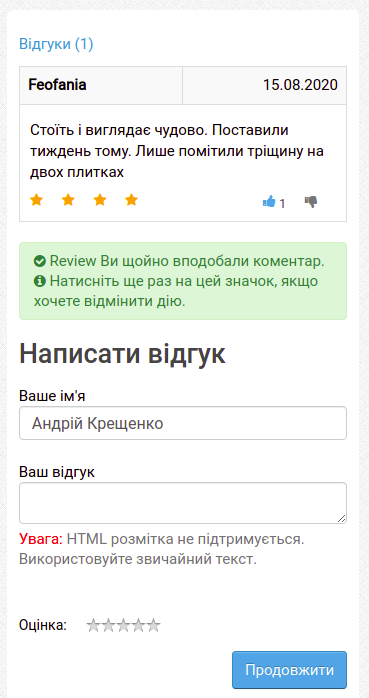 Відгуки (1)
Feofania 15.08.2020
Стоїть і виглядає чудово. Поставили
тиждень тому. Лише помітили тріщину на
двох плитках
1
Review Ви щойно вподобали коментар.
Натисніть ще раз на цей значок, якщо
хочете відмінити дію.
Написати відгук
Ваше ім'я
Андрій Крещенко
Ваш відгук
Увага: HTML розмітка не підтримується.
Використовуйте звичайний текст.
Оцінка:
Продовжити